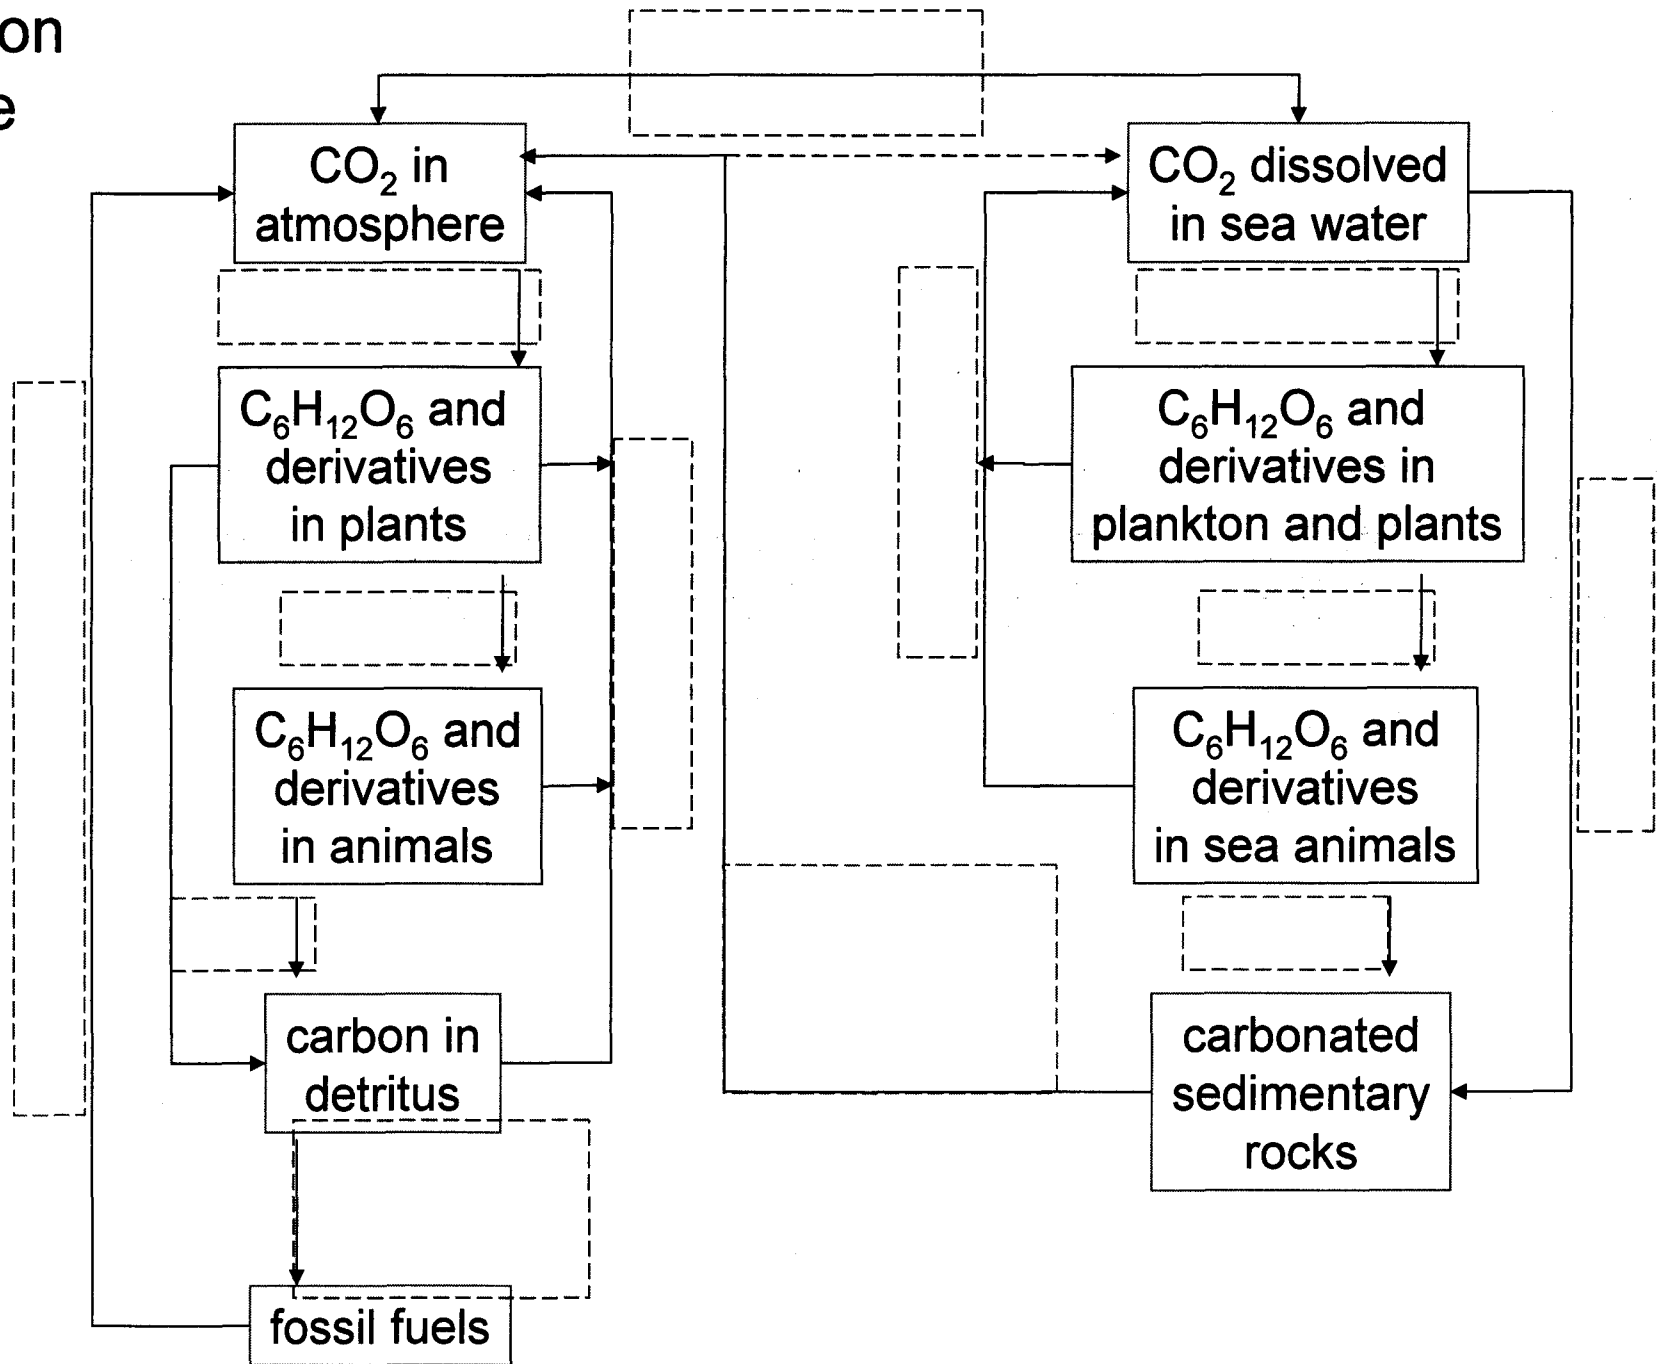 on
e
CO₂ in
atmosphere
CO₂ dissolved
in sea water
C₆H₁₂O₆ and
derivatives
in plants
C₆H₁₂O₆ and
derivatives in
plankton and plants
C₆H₁₂O₆ and
derivatives
in animals
C₆H₁₂O₆ and
derivatives
in sea animals
carbon in
detritus
carbonated
sedimentary
rocks
fossil fuels